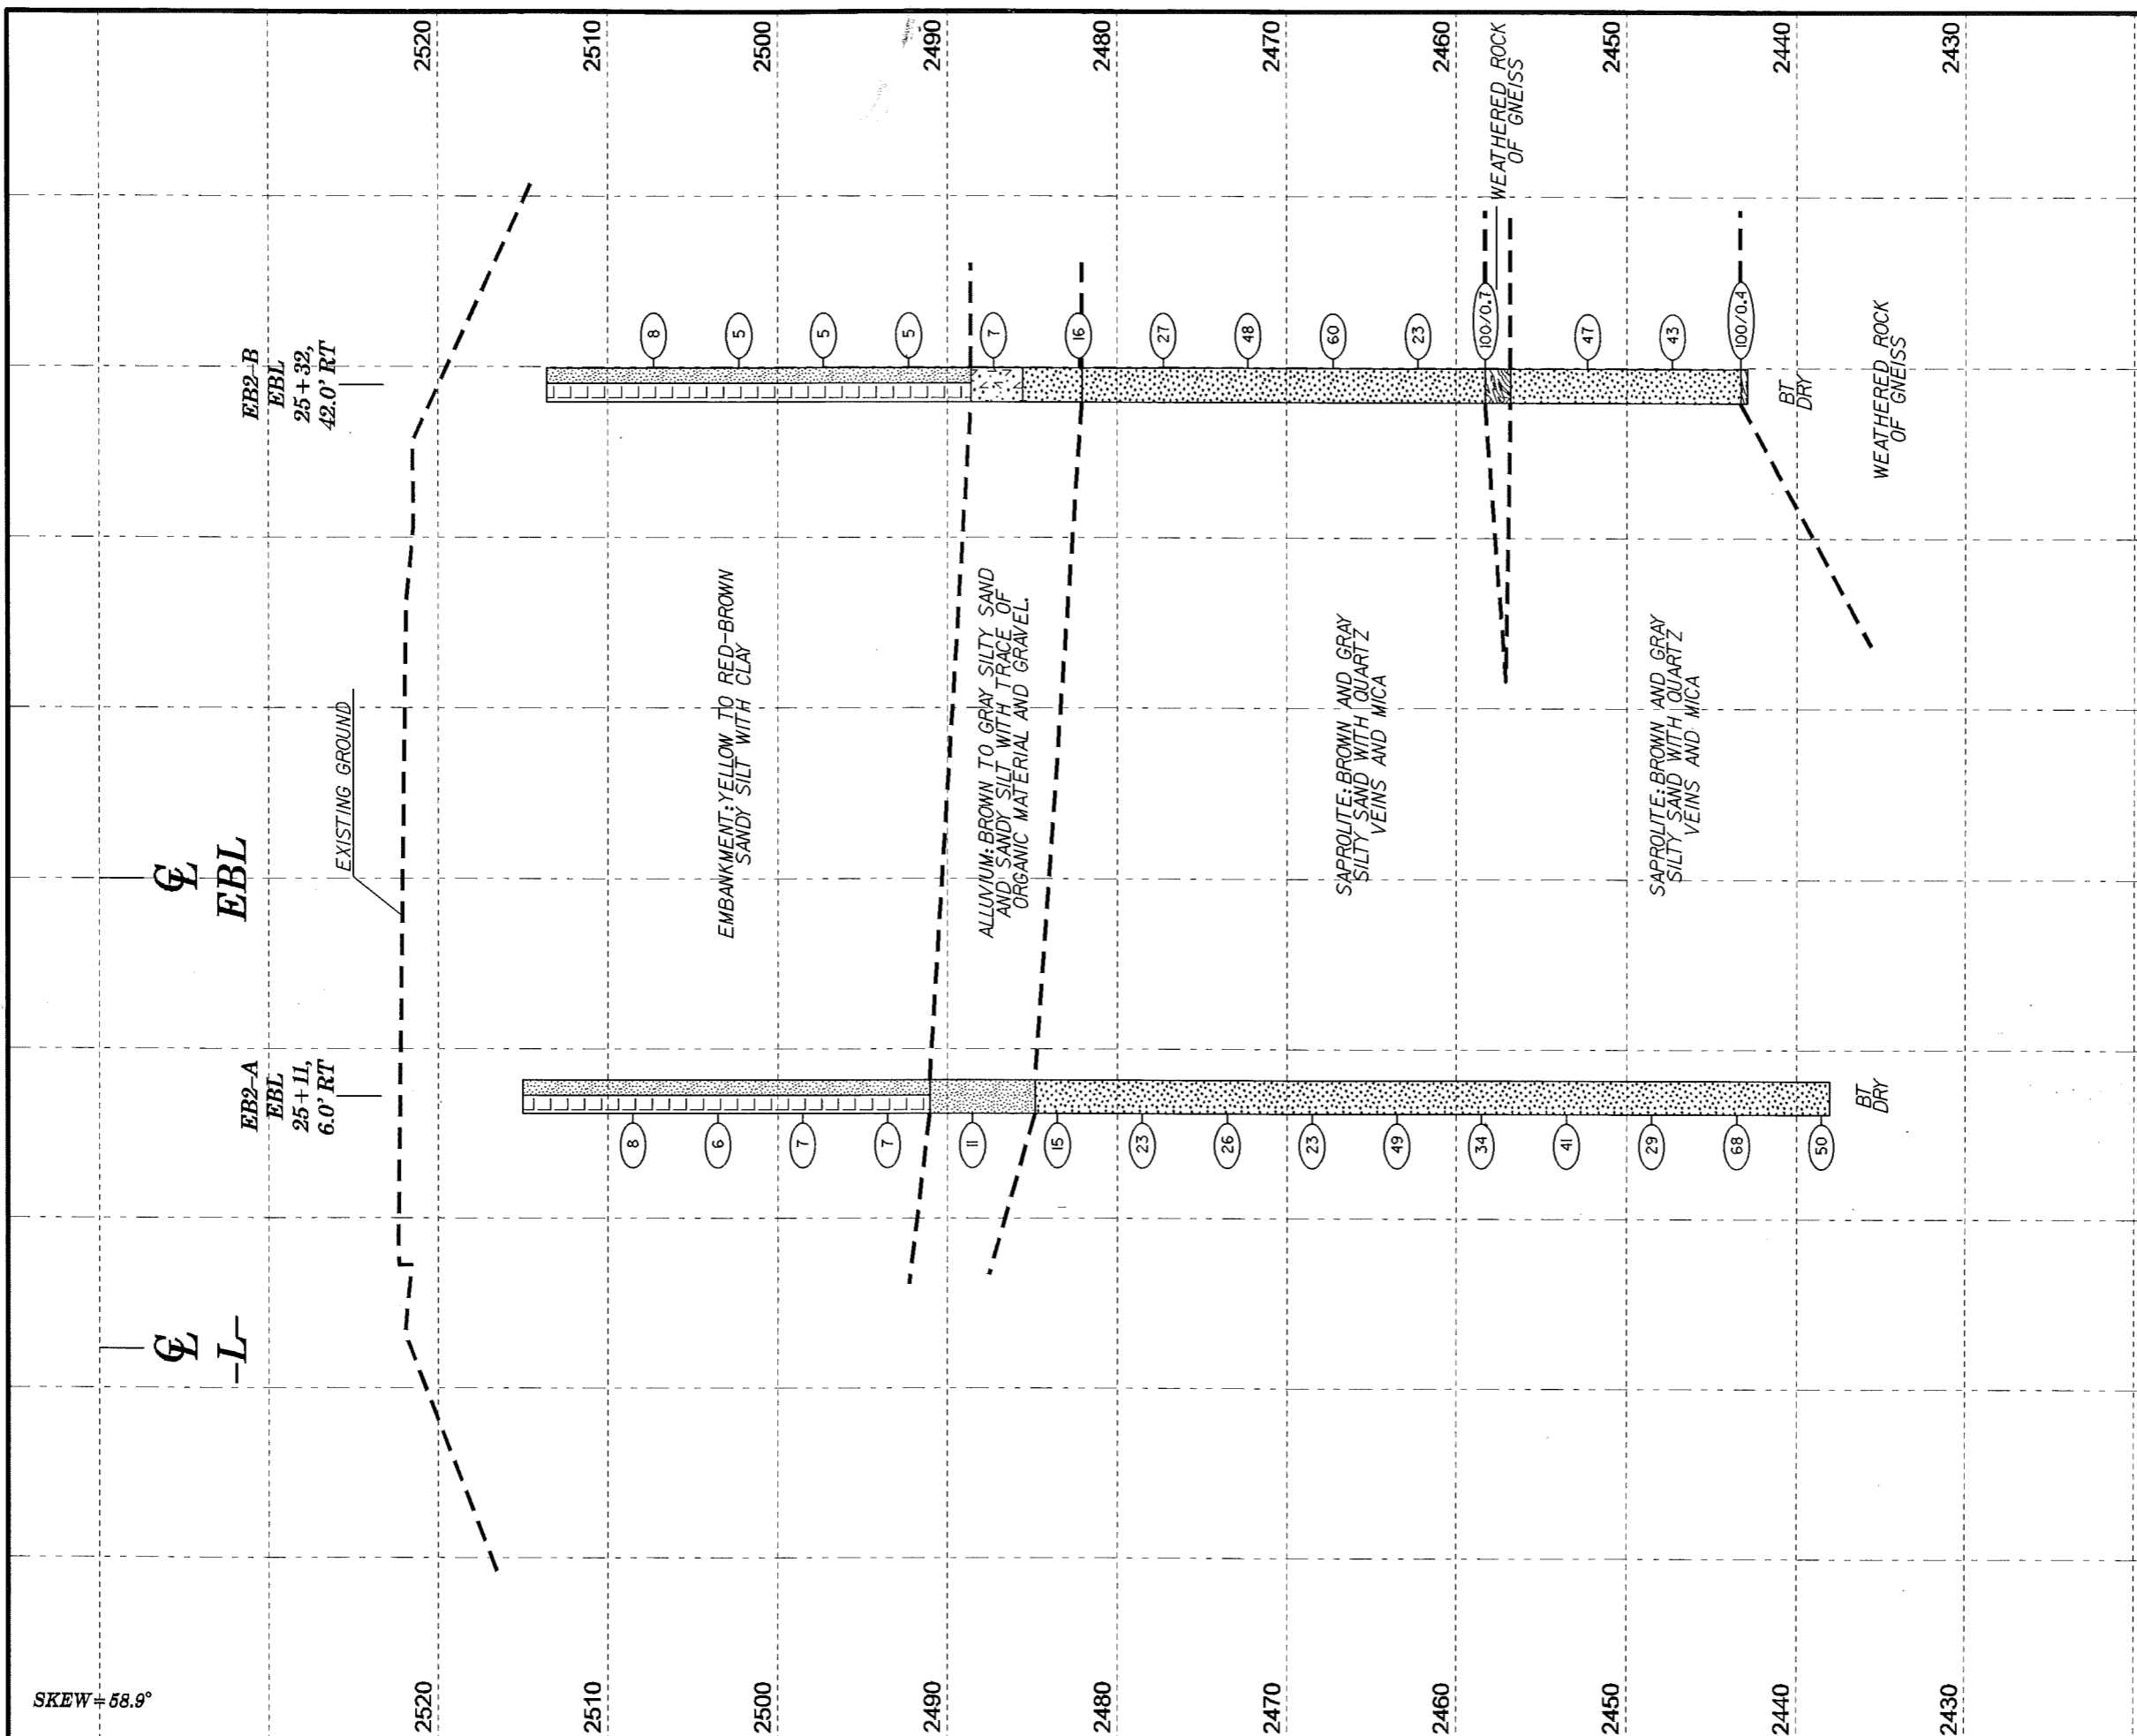 SKEW=58.9°
℄
-L-
℄
EBL
EB2-A
EBL
25+11,
6.0' RT
EB2-B
EBL
25+32,
42.0' RT
EXISTING GROUND
2520
2520
2510
2510
2500
2500
2490
2490
2480
2480
2470
2470
2460
2460
2450
2450
2440
2440
2430
2430
8
6
7
7
11
15
23
26
23
49
34
41
29
68
50
BT
DRY
8
5
5
5
7
16
27
48
60
23
100/0.7
47
43
100/0.4
BT
DRY
EMBANKMENT: YELLOW TO RED-BROWN
SANDY SILT WITH CLAY
ALLUVIUM: BROWN TO GRAY SILTY SAND
AND SANDY SILT WITH TRACE OF
ORGANIC MATERIAL AND GRAVEL.
SAPROLITE: BROWN AND GRAY
SILTY SAND WITH QUARTZ
VEINS AND MICA
WEATHERED ROCK
OF GNEISS
SAPROLITE: BROWN AND GRAY
SILTY SAND WITH QUARTZ
VEINS AND MICA
WEATHERED ROCK
OF GNEISS